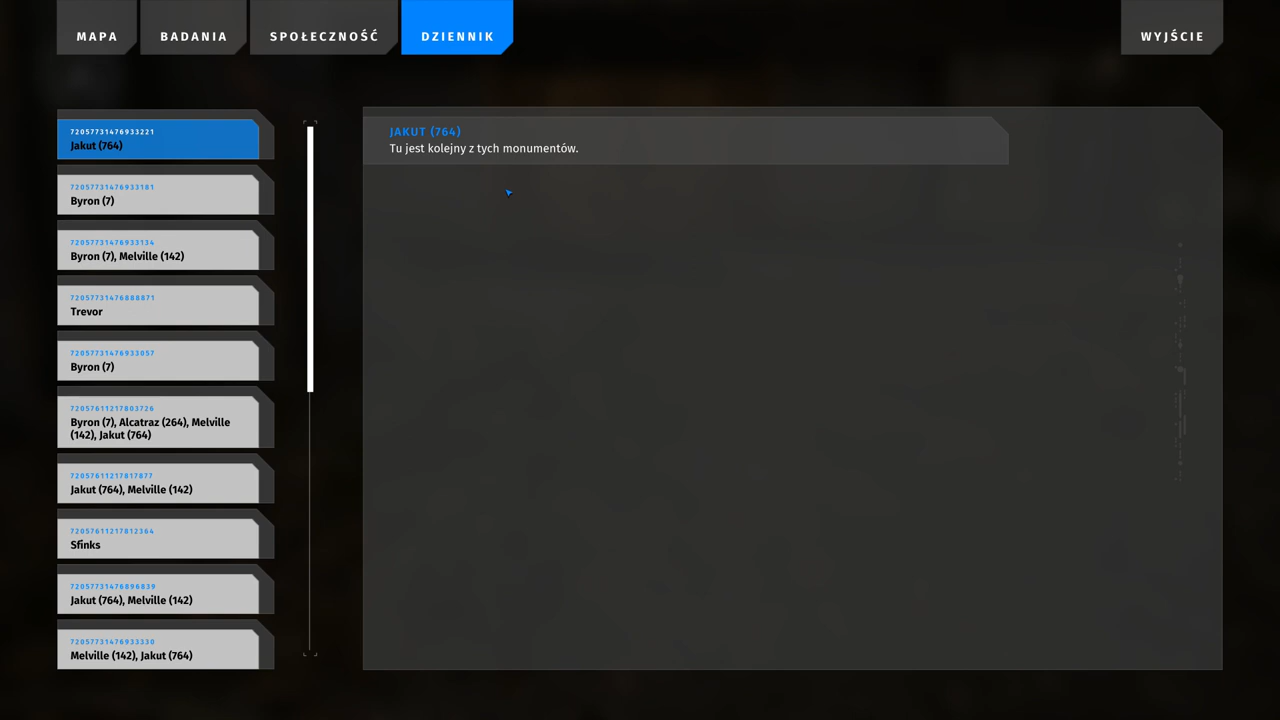 MAPA
BADANIA
SPOŁECZNOŚĆ
DZIENNIK
WYJŚCIE
72057731476933221
Jakut (764)
72057731476933181
Byron (7)
72057731476933134
Byron (7), Melville (142)
72057731476888871
Trevor
72057731476933057
Byron (7)
72057611217803726
Byron (7), Alcatraz (264), Melville
(142), Jakut (764)
72057611217817877
Jakut (764), Melville (142)
72057611217812364
Sfinks
72057731476896839
Jakut (764), Melville (142)
72057731476933330
Melville (142), Jakut (764)
JAKUT (764)
Tu jest kolejny z tych monumentów.